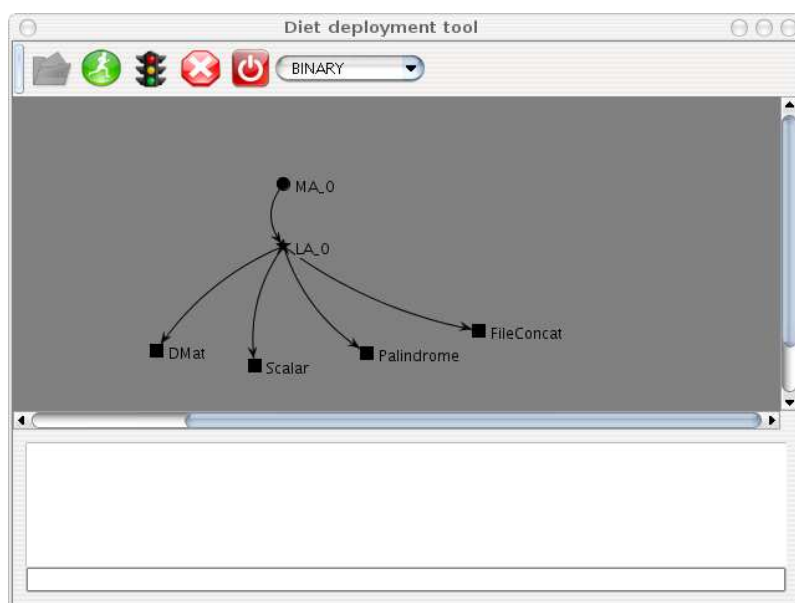 Diet deployment tool
BINARY
MA_0
LA_0
FileConcat
DMat
Palindrome
Scalar